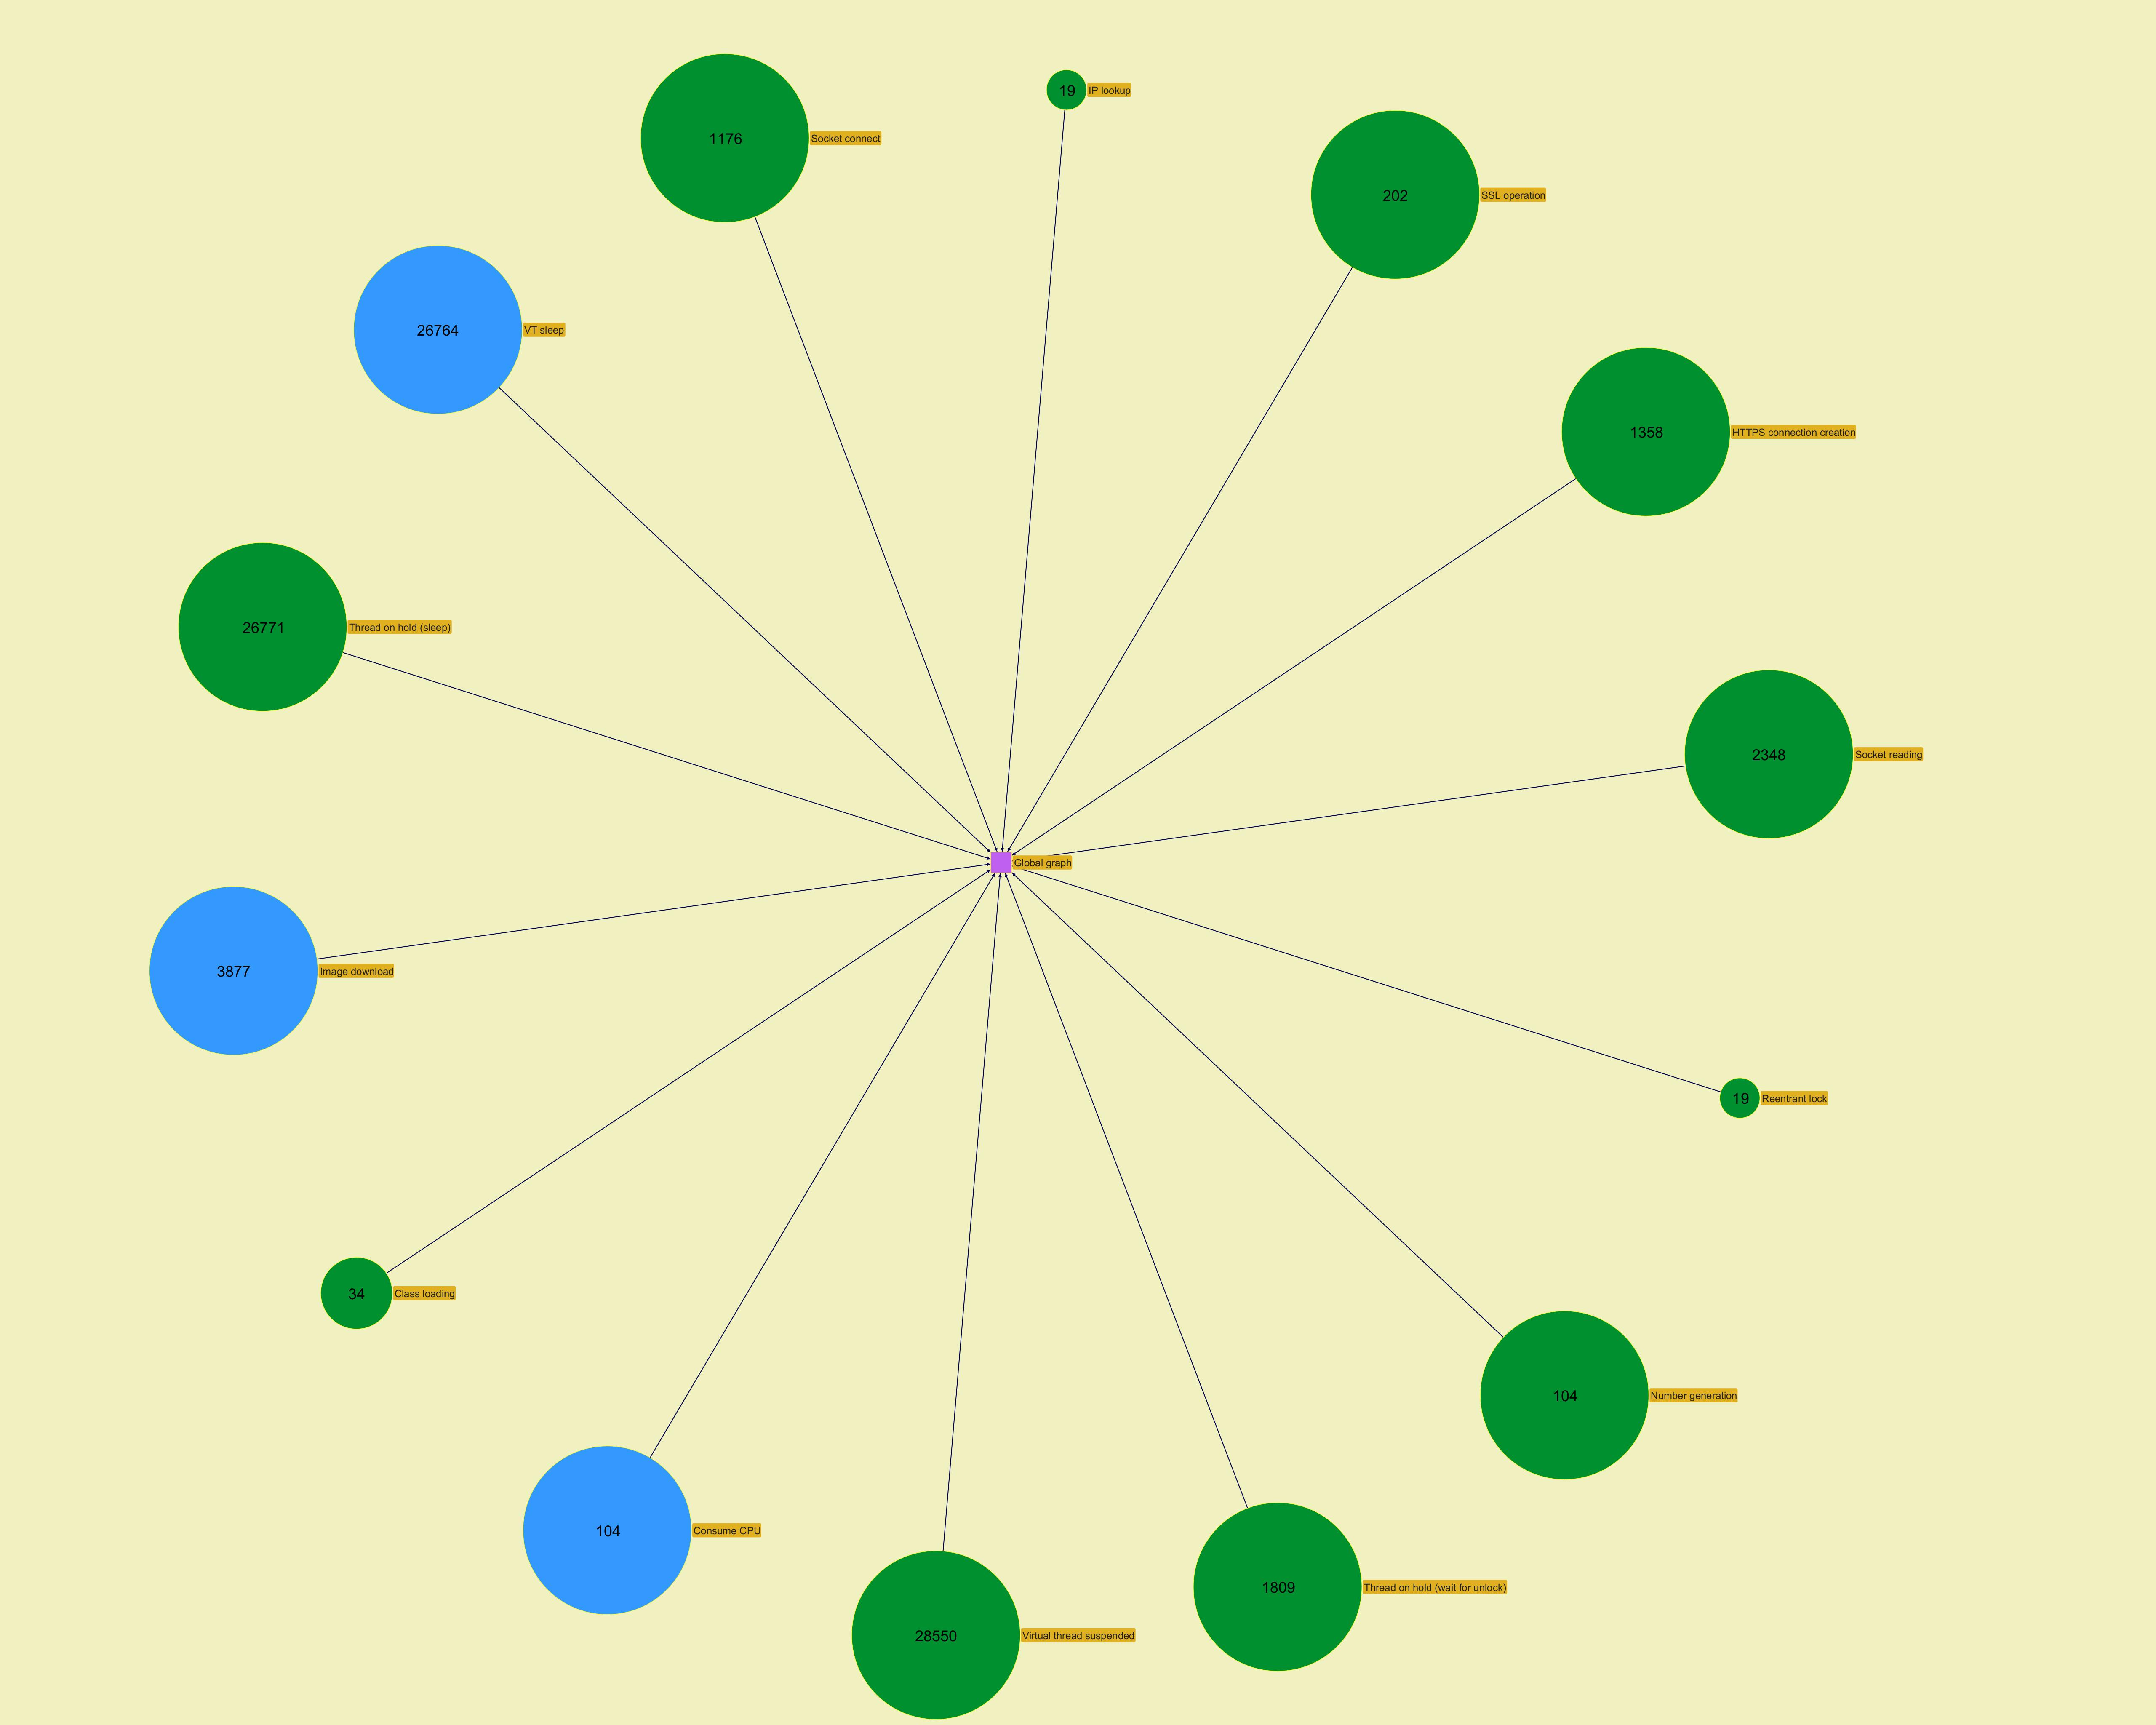 19
IP lookup
1176
Socket connect
202
SSL operation
26764
VT sleep
1358
HTTPS connection creation
26771
Thread on hold (sleep)
2348
Socket reading
Global graph
3877
Image download
19
Reentrant lock
34
Class loading
104
Number generation
104
Consume CPU
1809
Thread on hold (wait for unlock)
28550
Virtual thread suspended